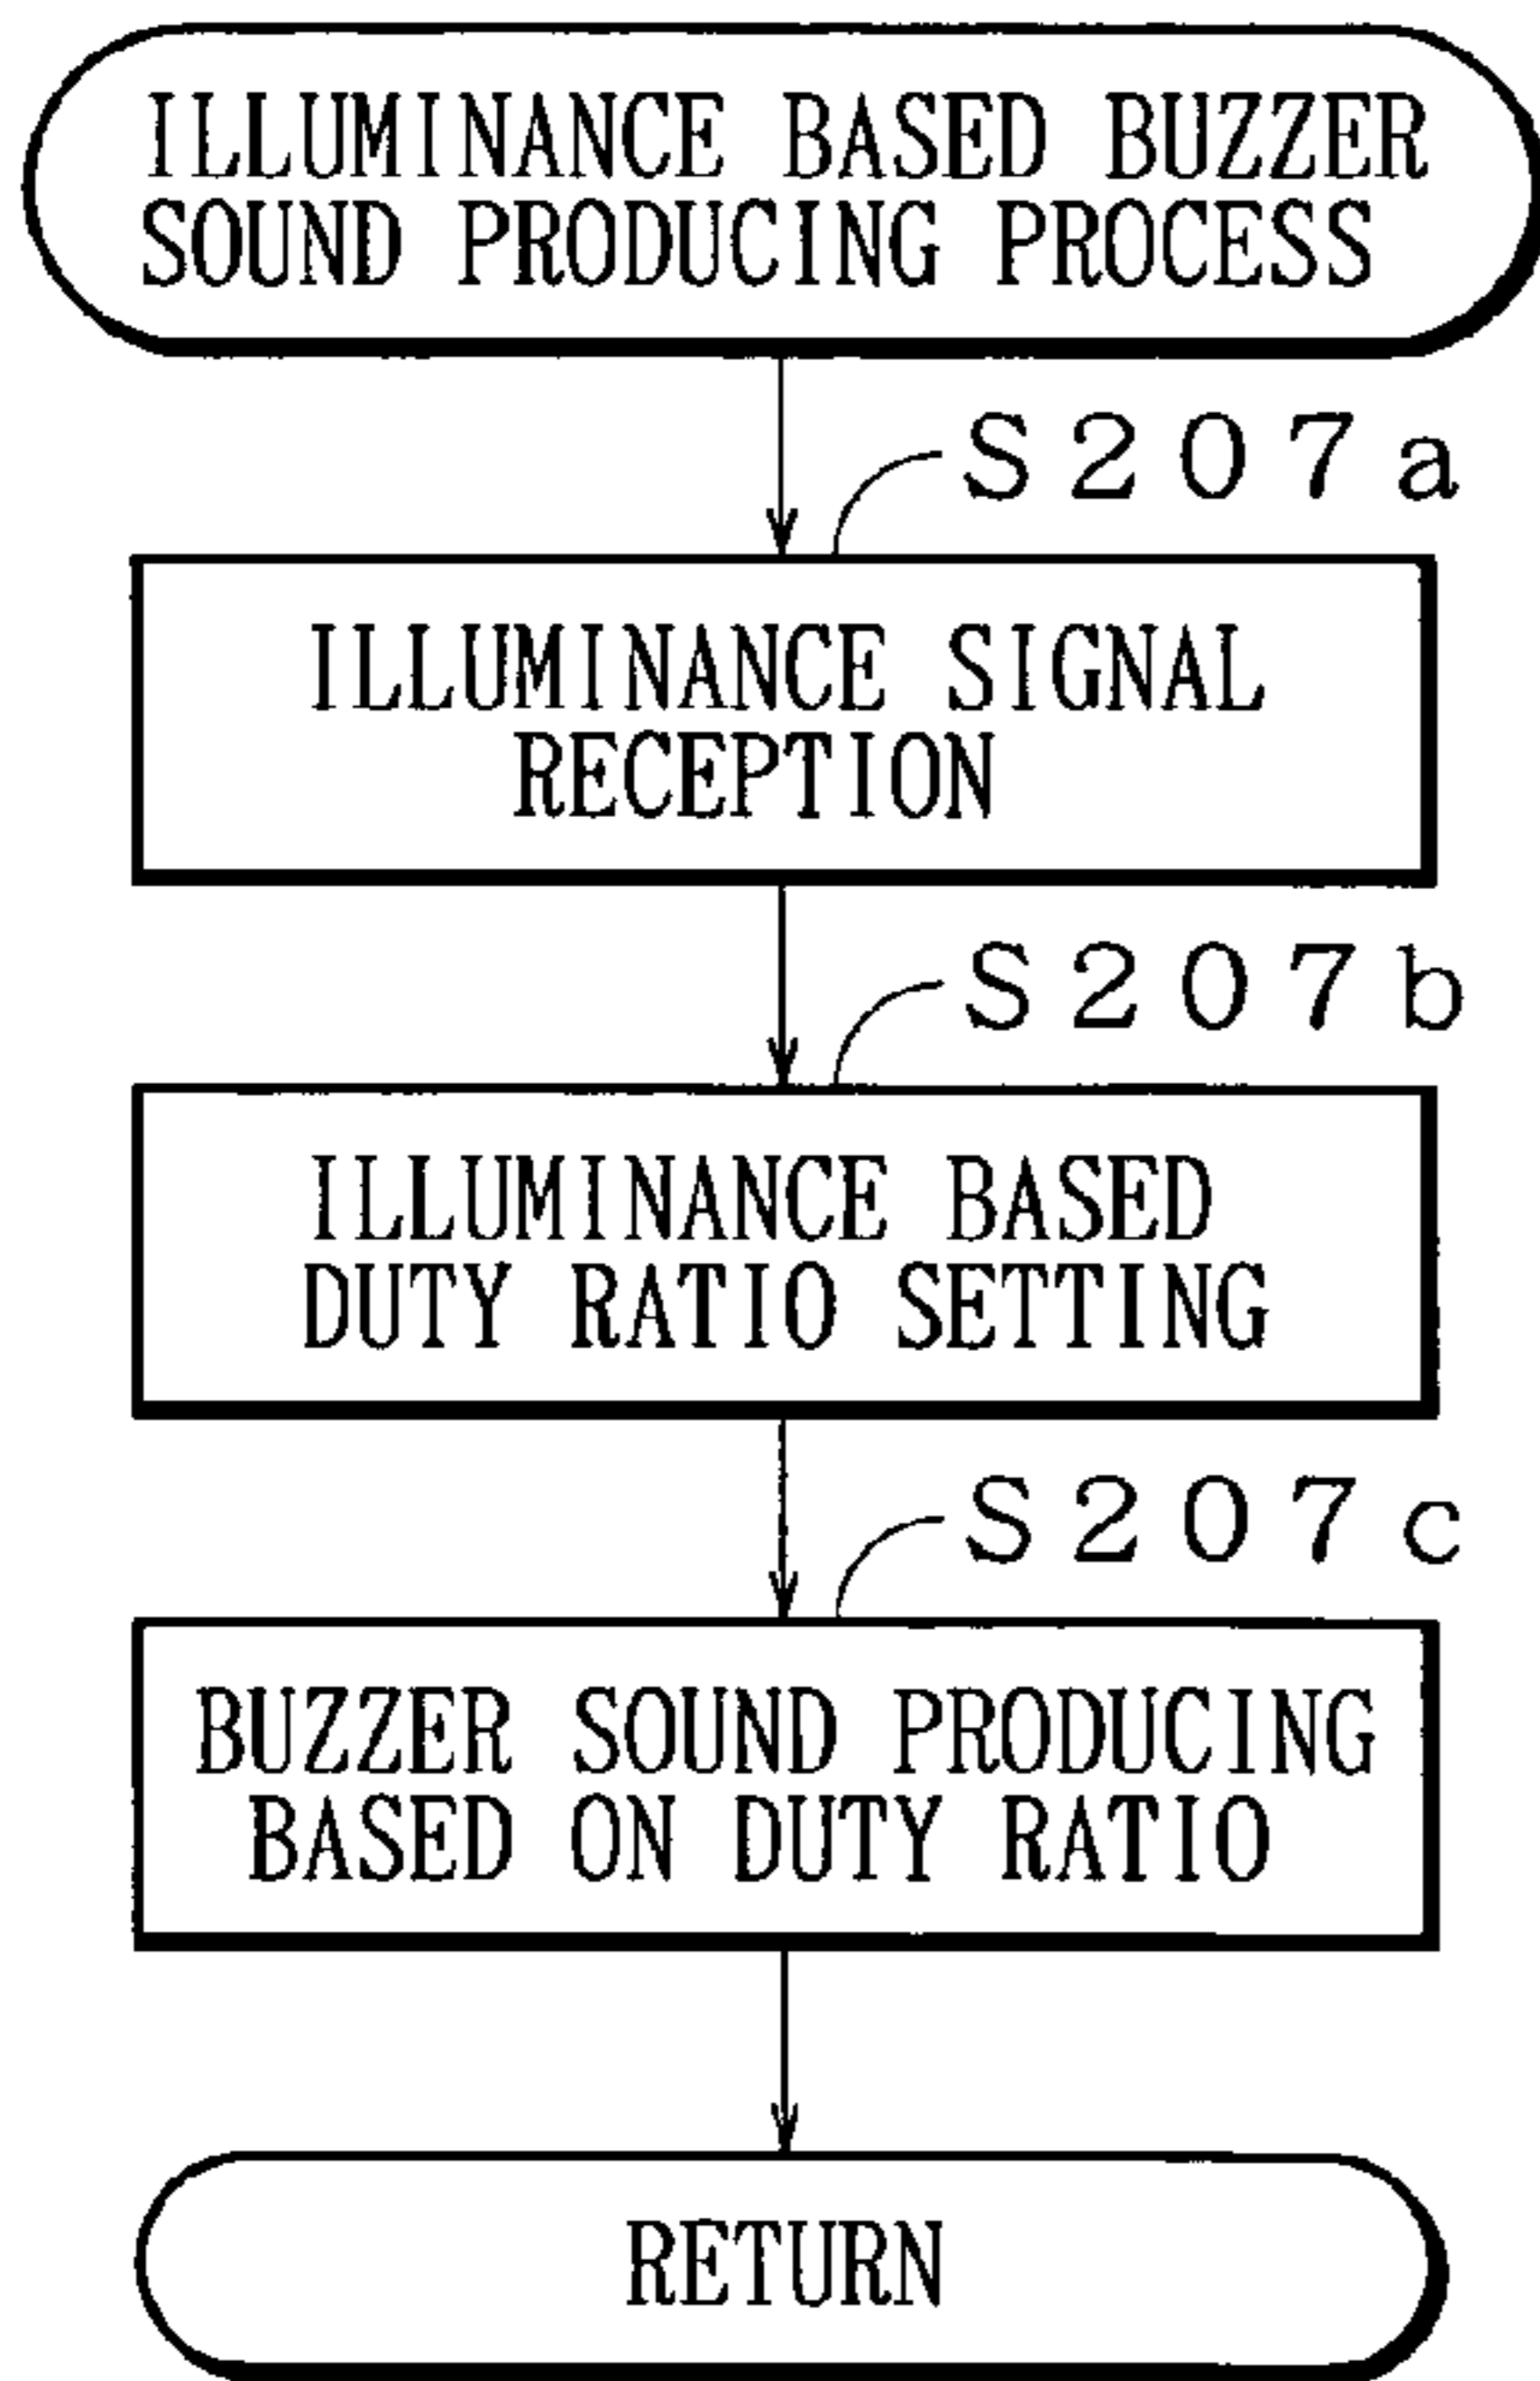 ILLUMINANCE BASED BUZZER
SOUND PRODUCING PROCESS
S207a
ILLUMINANCE SIGNAL
RECEPTION
S207b
ILLUMINANCE BASED
DUTY RATIO SETTING
S207c
BUZZER SOUND PRODUCING
BASED ON DUTY RATIO
RETURN